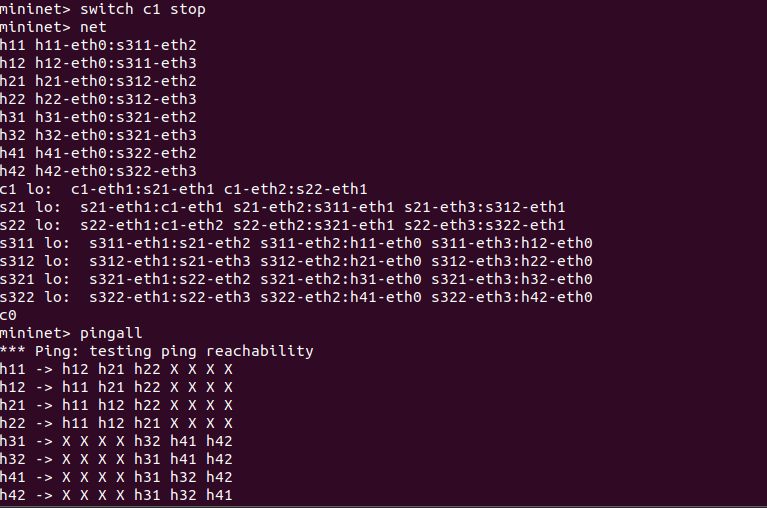 mininet> switch c1 stop
mininet> net
h11 h11-eth0:s311-eth2
h12 h12-eth0:s311-eth3
h21 h21-eth0:s312-eth2
h22 h22-eth0:s312-eth3
h31 h31-eth0:s321-eth2
h32 h32-eth0:s321-eth3
h41 h41-eth0:s322-eth2
h42 h42-eth0:s322-eth3
c1 lo:  c1-eth1:s21-eth1 c1-eth2:s22-eth1
s21 lo:  s21-eth1:c1-eth1 s21-eth2:s311-eth1 s21-eth3:s312-eth1
s22 lo:  s22-eth1:c1-eth2 s22-eth2:s321-eth1 s22-eth3:s322-eth1
s311 lo:  s311-eth1:s21-eth2 s311-eth2:h11-eth0 s311-eth3:h12-eth0
s312 lo:  s312-eth1:s21-eth3 s312-eth2:h21-eth0 s312-eth3:h22-eth0
s321 lo:  s321-eth1:s22-eth2 s321-eth2:h31-eth0 s321-eth3:h32-eth0
s322 lo:  s322-eth1:s22-eth3 s322-eth2:h41-eth0 s322-eth3:h42-eth0
c0
mininet> pingall
*** Ping: testing ping reachability
h11 -> h12 h21 h22 X X X X
h12 -> h11 h21 h22 X X X X
h21 -> h11 h12 h22 X X X X
h22 -> h11 h12 h21 X X X X
h31 -> X X X X h32 h41 h42
h32 -> X X X X h31 h41 h42
h41 -> X X X X h31 h32 h42
h42 -> X X X X h31 h32 h41